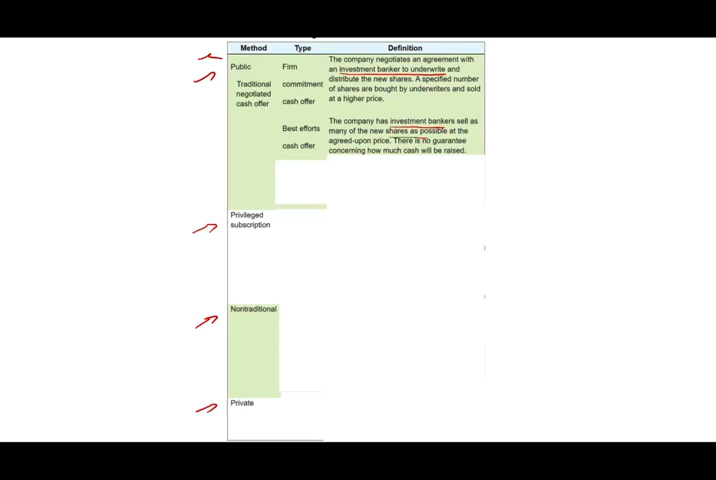 Method Type Definition
Public
Traditional
negotiated
cash offer
Firm
commitment
cash offer
The company negotiates an agreement with
an investment banker to underwrite and
distribute the new shares. A specified number
of shares are bought by underwriters and sold
at a higher price.
Best efforts
cash offer
The company has investment bankers sell as
many of the new shares as possible at the
agreed-upon price. There is no guarantee
concerning how much cash will be raised.
Privileged
subscription
Nontraditional
Private